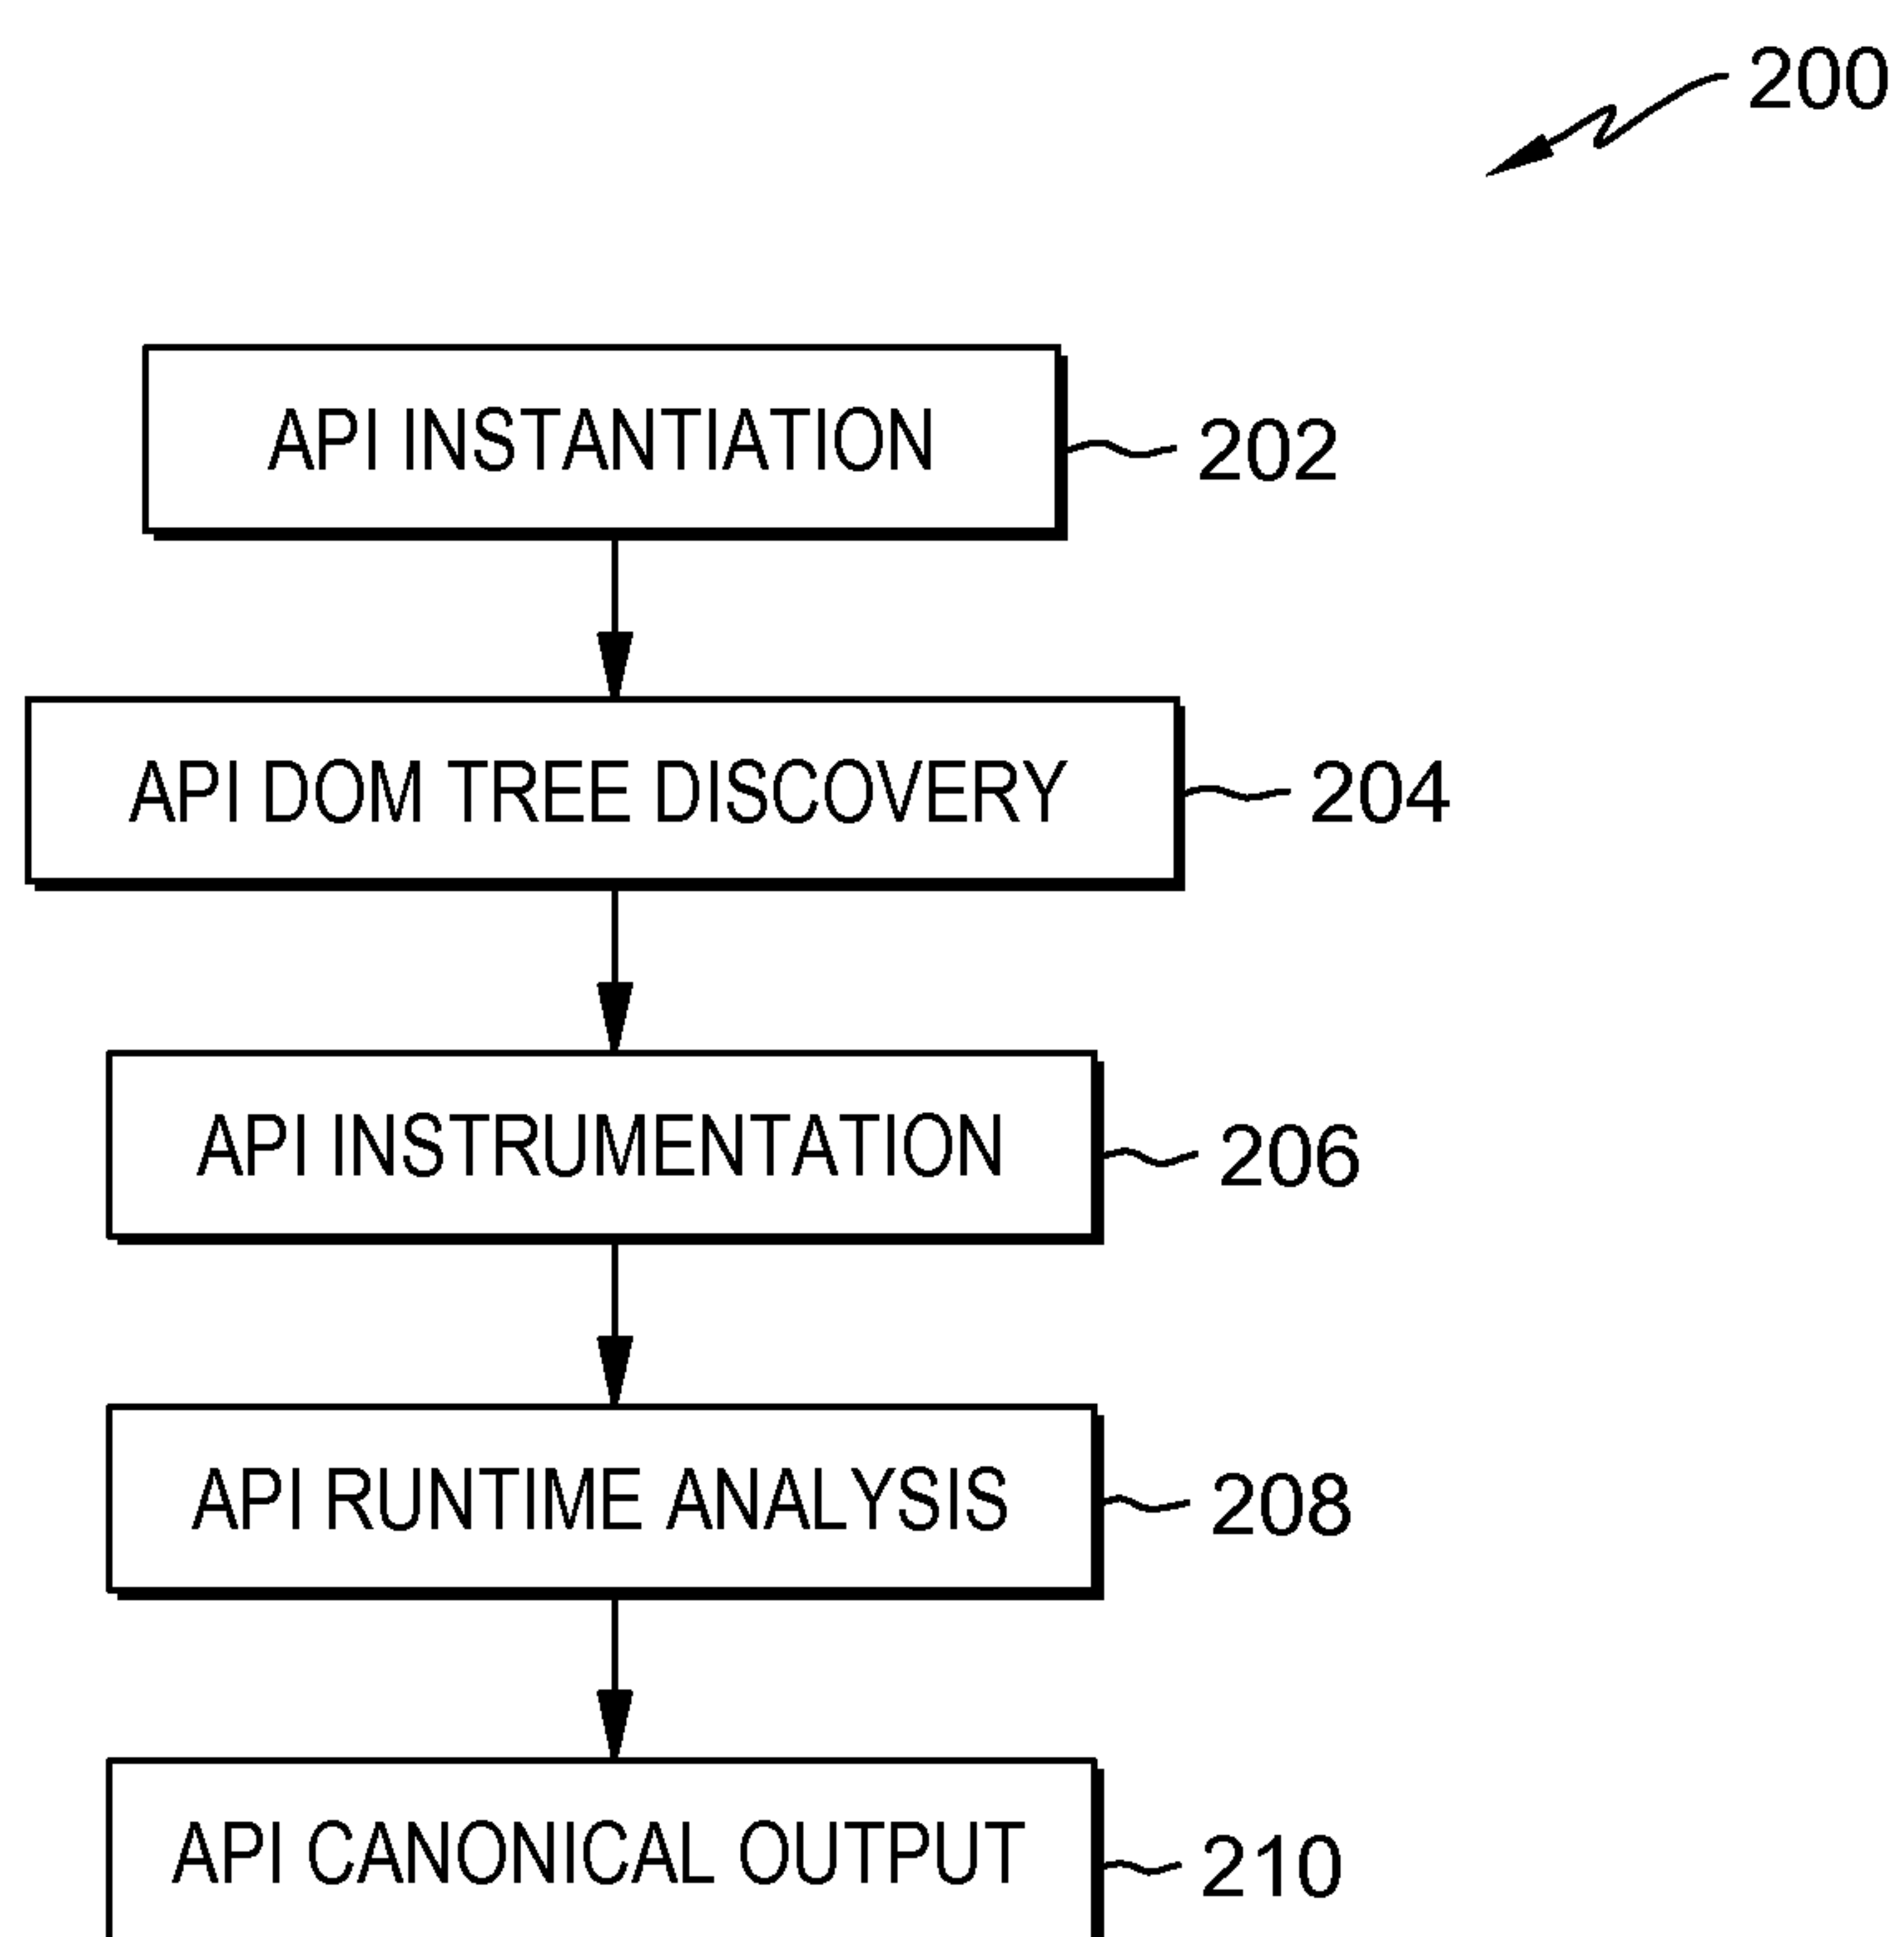 200
API INSTANTIATION
202
API DOM TREE DISCOVERY
204
API INSTRUMENTATION
206
API RUNTIME ANALYSIS
208
API CANONICAL OUTPUT
210